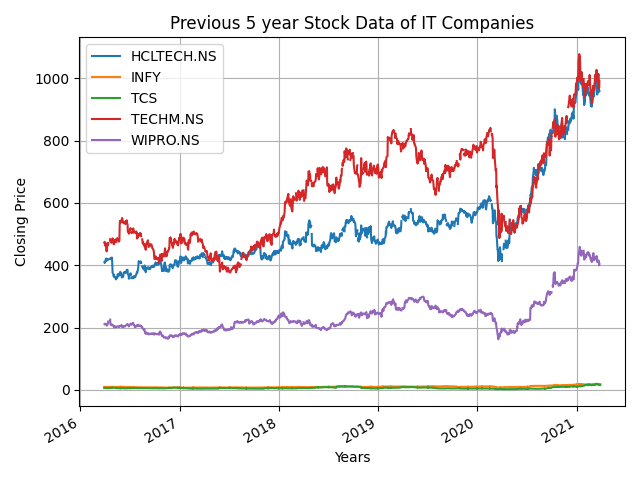 Previous 5 year Stock Data of IT Companies
HCLTECH.NS
INFY
TCS
TECHM.NS
WIPRO.NS
1000
800
600
400
200
0
Closing Price
2016
2017
2018
2019
2020
2021
Years